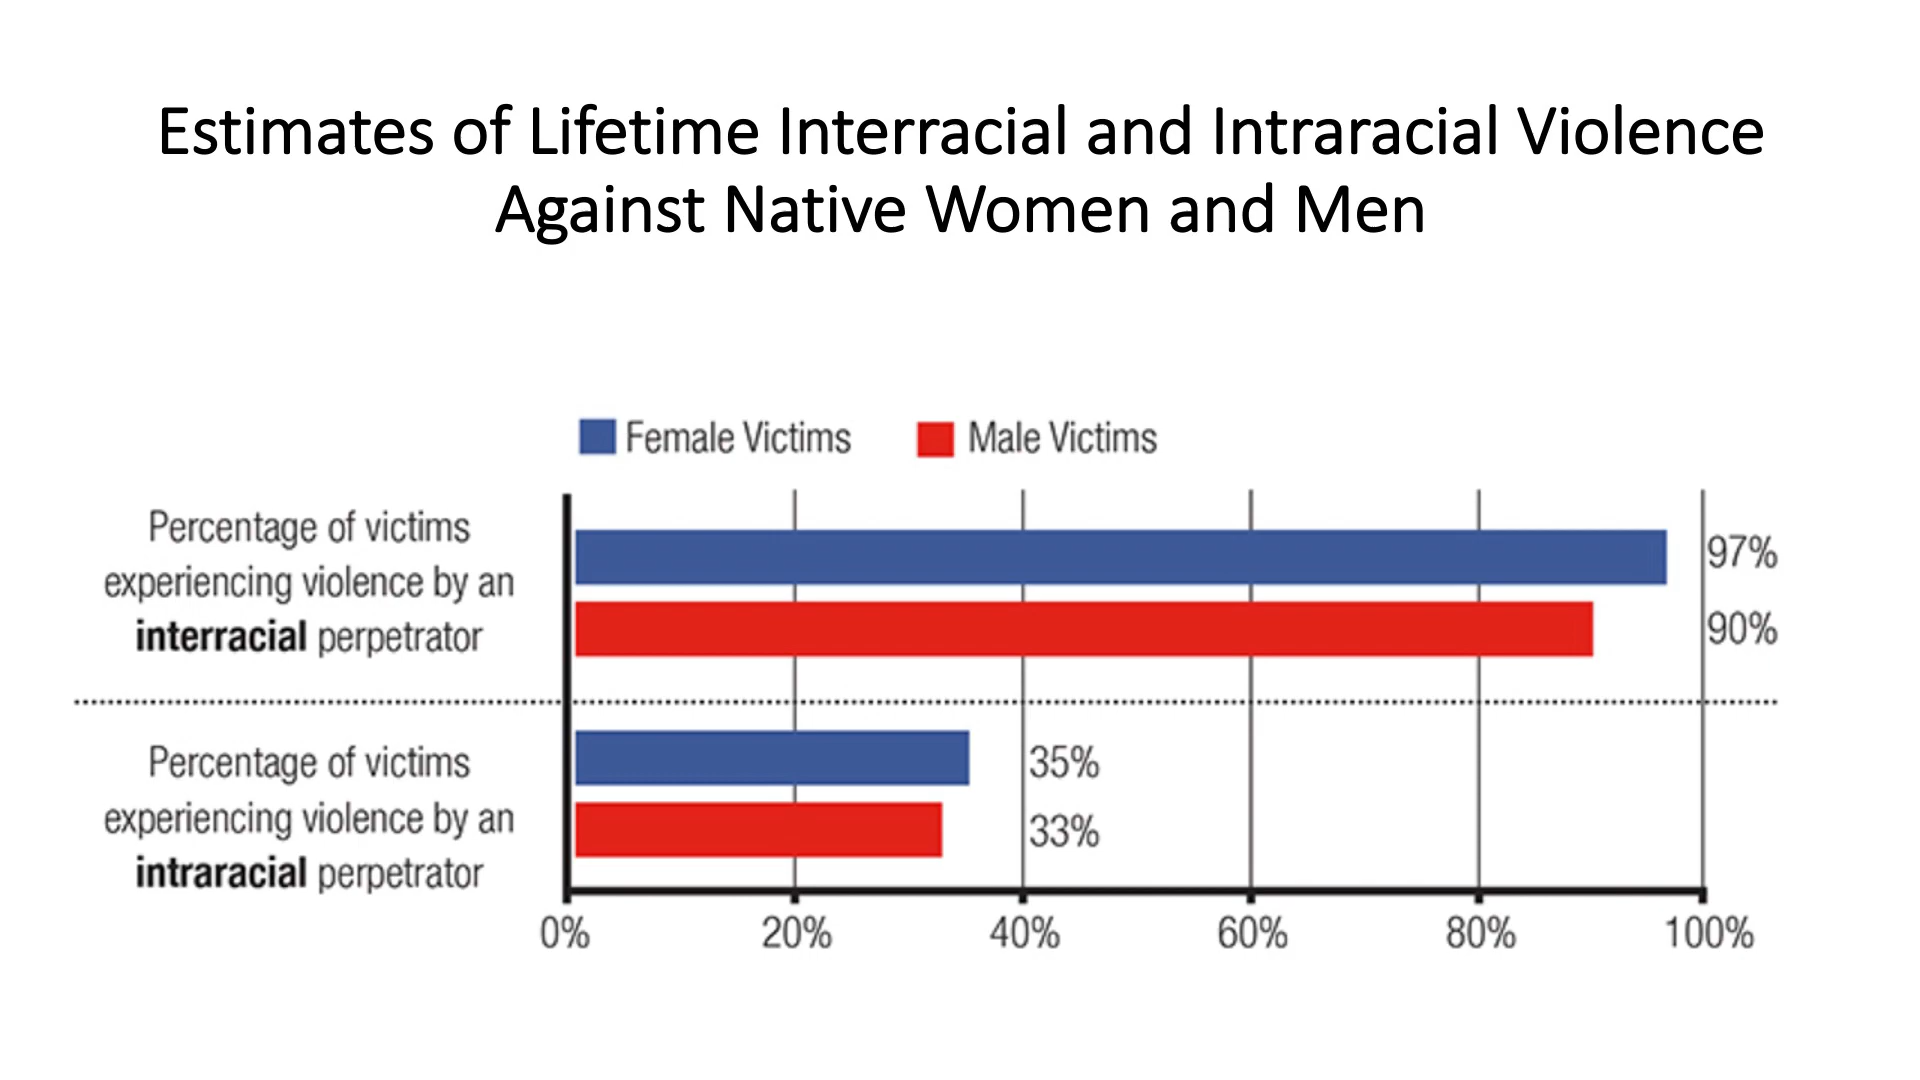 Estimates of Lifetime Interracial and Intraracial Violence
Against Native Women and Men
Female Victims
Male Victims
Percentage of victims
experiencing violence by an
interracial perpetrator
97%
90%
Percentage of victims
experiencing violence by an
intraracial perpetrator
35%
33%
0%
20%
40%
60%
80%
100%